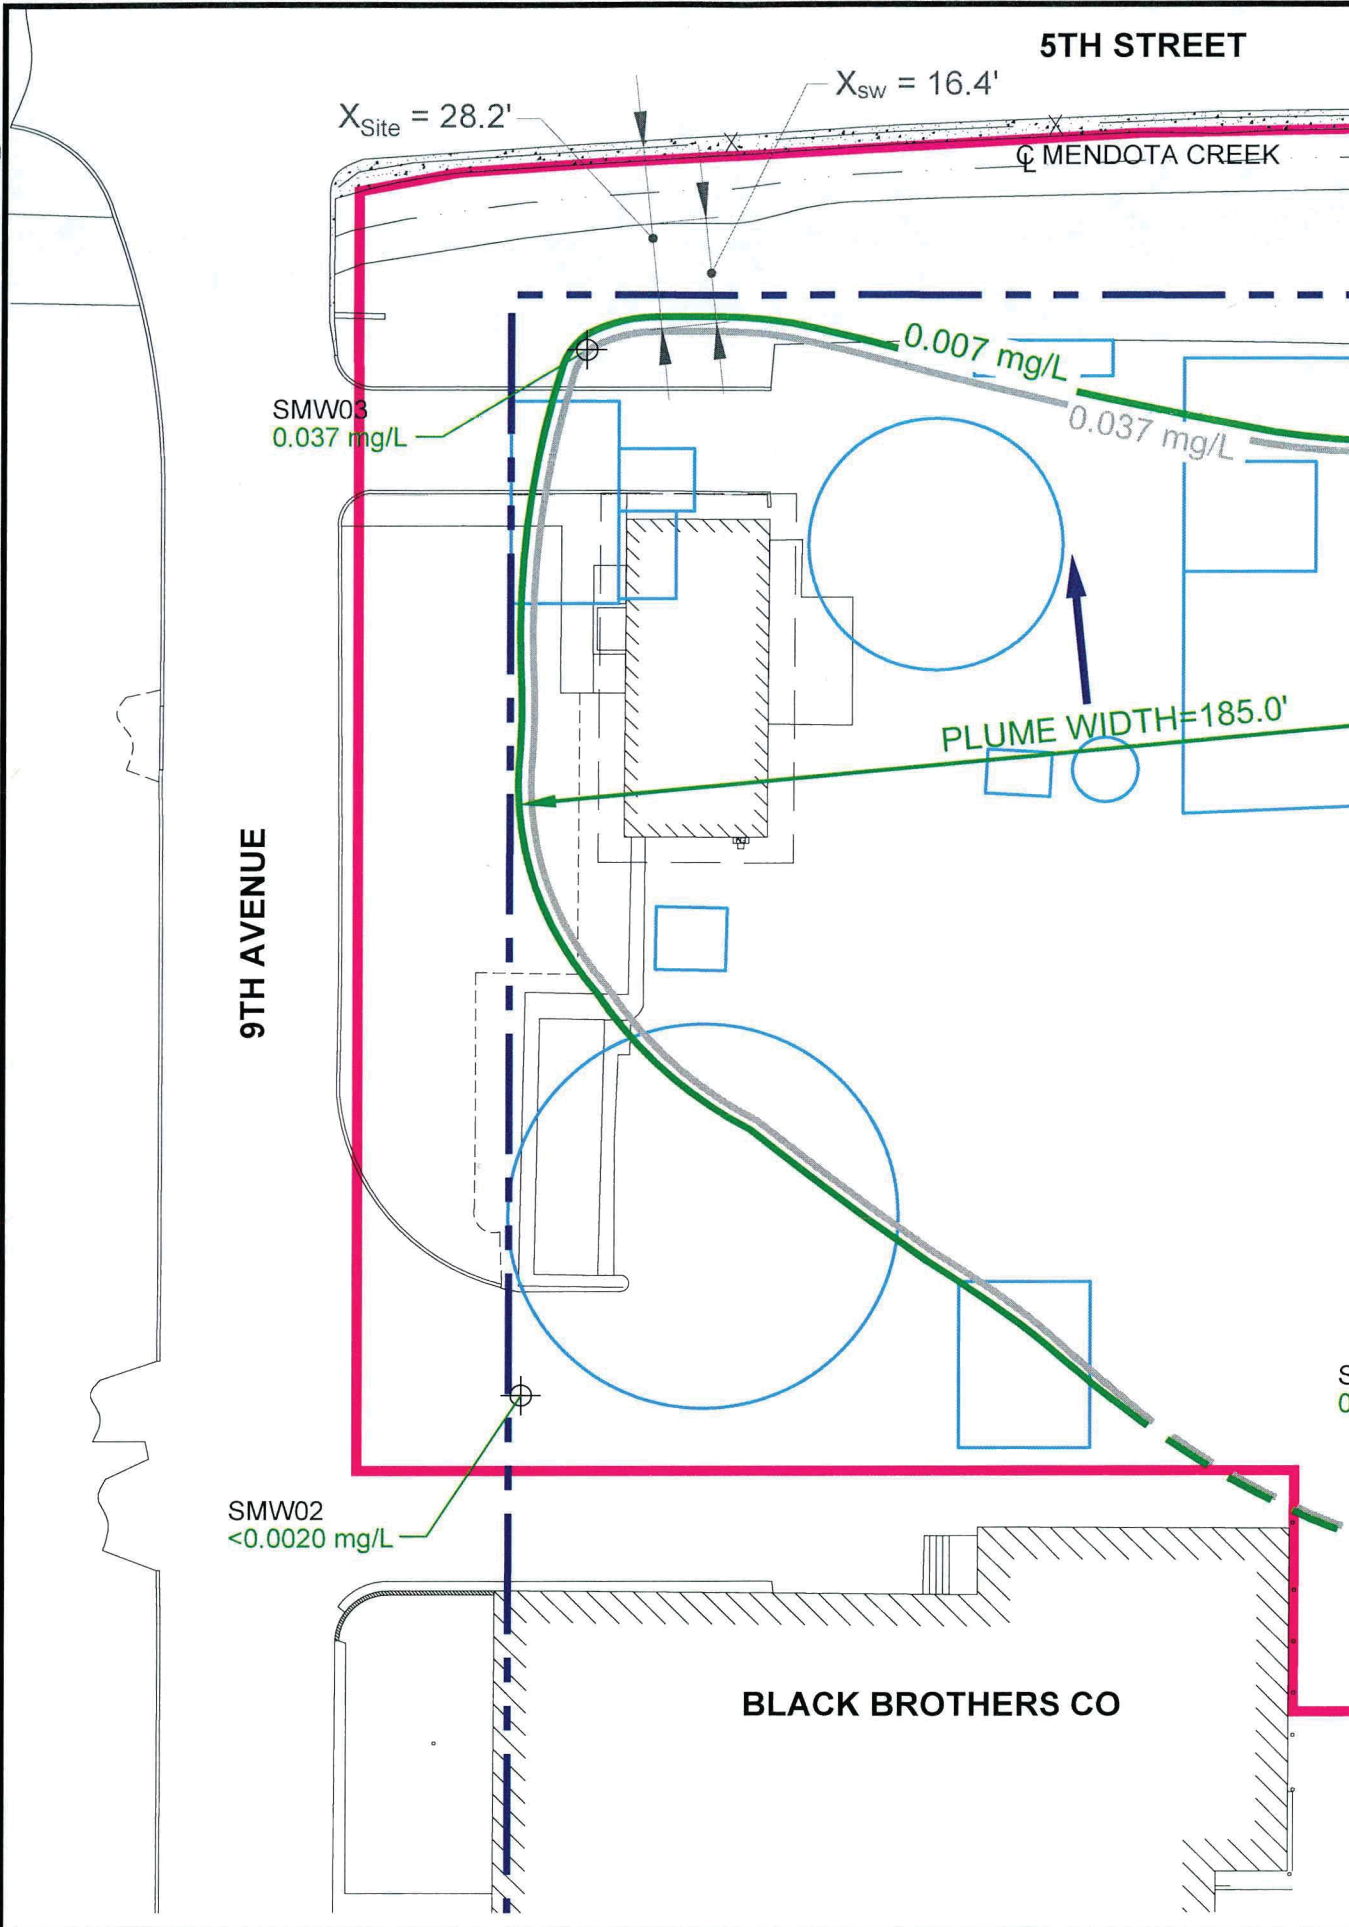 5TH STREET
X_SW = 16.4'
X_Site = 28.2'
℄ MENDOTA CREEK
0.007 mg/L
0.037 mg/L
SMW03
0.037 mg/L
PLUME WIDTH=185.0'
9TH AVENUE
S
0
SMW02
<0.0020 mg/L
BLACK BROTHERS CO